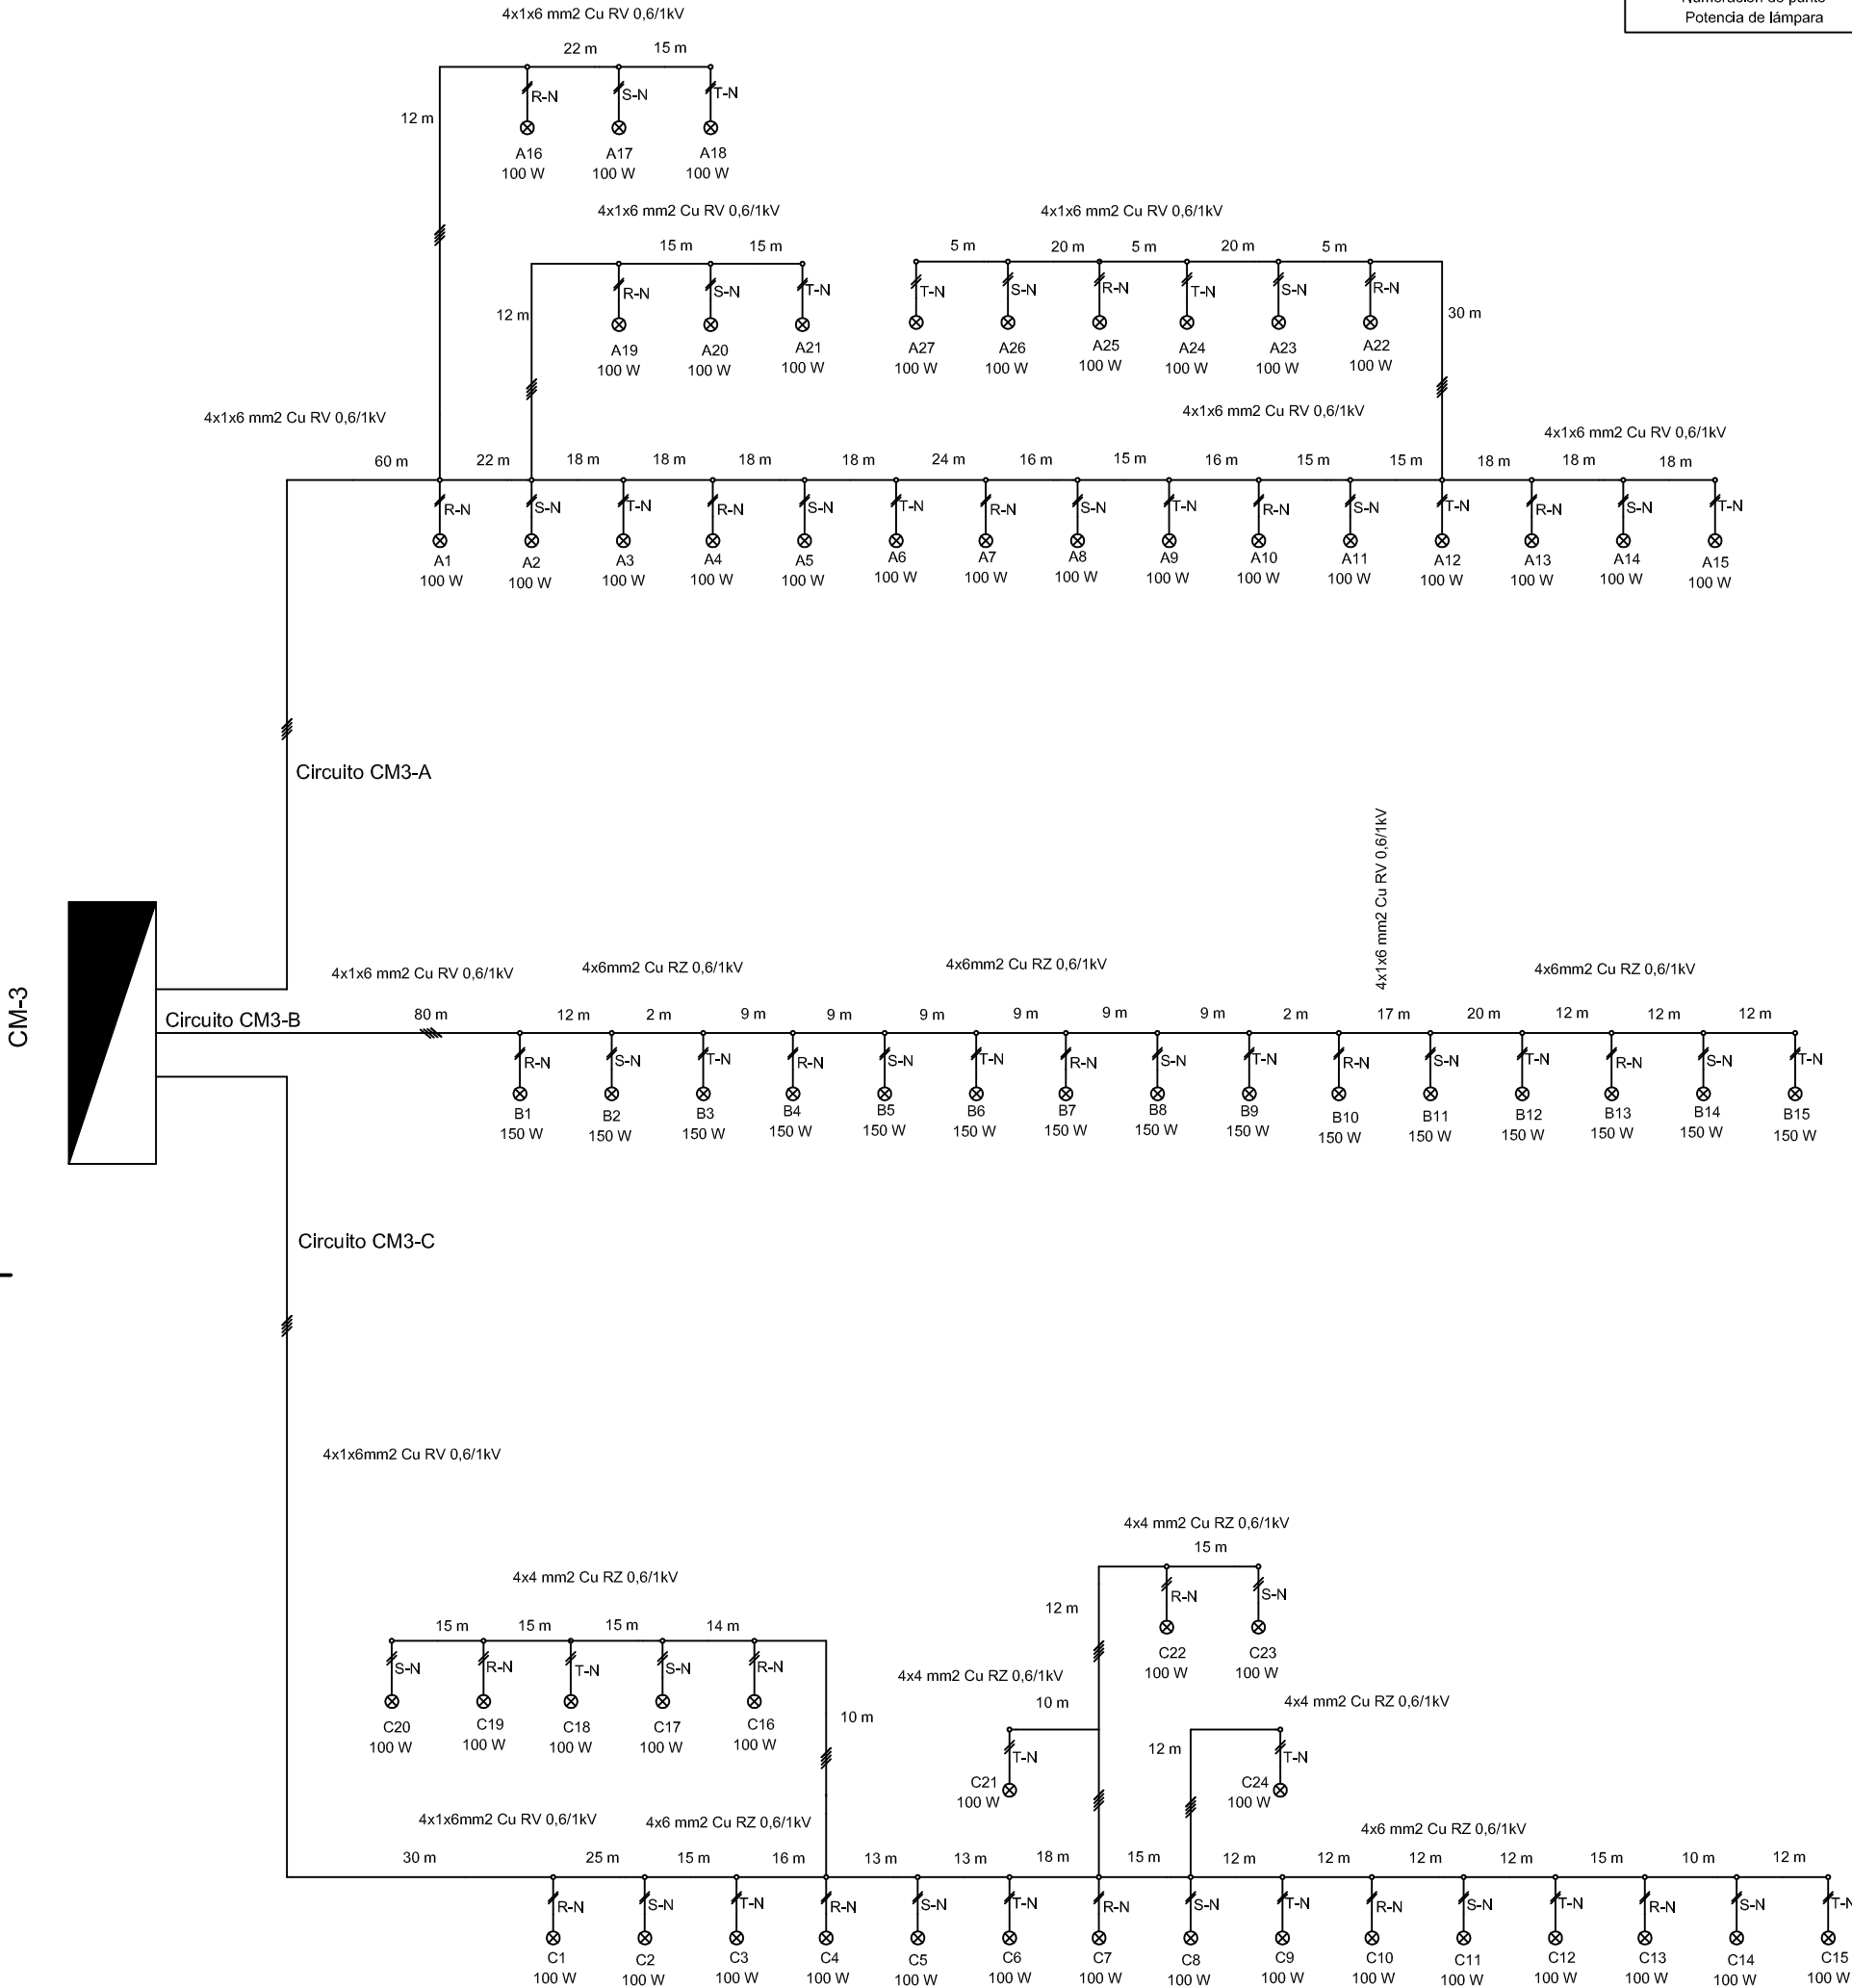 Potencia de lámpara
4x1x6 mm2 Cu RV 0,6/1kV
22 m 15 m
12 m
R-N S-N T-N
A16 A17 A18
100 W 100 W 100 W
4x1x6 mm2 Cu RV 0,6/1kV 4x1x6 mm2 Cu RV 0,6/1kV
15 m 15 m 5 m 20 m 5 m 20 m 5 m
12 m 30 m
R-N S-N T-N T-N S-N R-N T-N S-N R-N
A19 A20 A21 A27 A26 A25 A24 A23 A22
100 W 100 W 100 W 100 W 100 W 100 W 100 W 100 W 100 W
4x1x6 mm2 Cu RV 0,6/1kV 4x1x6 mm2 Cu RV 0,6/1kV 4x1x6 mm2 Cu RV 0,6/1kV
60 m 22 m 18 m 18 m 18 m 18 m 24 m 16 m 15 m 16 m 15 m 15 m 18 m 18 m 18 m
R-N S-N T-N R-N S-N T-N R-N S-N T-N R-N S-N T-N R-N S-N T-N
A1 A2 A3 A4 A5 A6 A7 A8 A9 A10 A11 A12 A13 A14 A15
100 W 100 W 100 W 100 W 100 W 100 W 100 W 100 W 100 W 100 W 100 W 100 W 100 W 100 W 100 W
Circuito CM3-A
CM-3
4x1x6 mm2 Cu RV 0,6/1kV
4x1x6 mm2 Cu RV 0,6/1kV 4x6mm2 Cu RZ 0,6/1kV 4x6mm2 Cu RZ 0,6/1kV 4x6mm2 Cu RZ 0,6/1kV
Circuito CM3-B
80 m 12 m 2 m 9 m 9 m 9 m 9 m 9 m 9 m 2 m 17 m 20 m 12 m 12 m 12 m
R-N S-N T-N R-N S-N T-N R-N S-N T-N R-N S-N T-N R-N S-N T-N
B1 B2 B3 B4 B5 B6 B7 B8 B9 B10 B11 B12 B13 B14 B15
150 W 150 W 150 W 150 W 150 W 150 W 150 W 150 W 150 W 150 W 150 W 150 W 150 W 150 W 150 W
Circuito CM3-C
4x1x6mm2 Cu RV 0,6/1kV
4x4 mm2 Cu RZ 0,6/1kV
15 m
12 m
R-N S-N
C22 C23
100 W 100 W
4x4 mm2 Cu RZ 0,6/1kV
15 m 15 m 15 m 14 m
10 m
S-N R-N T-N S-N R-N
C20 C19 C18 C17 C16
100 W 100 W 100 W 100 W 100 W
4x4 mm2 Cu RZ 0,6/1kV
10 m
T-N
C21
100 W
4x4 mm2 Cu RZ 0,6/1kV
12 m
T-N
C24
100 W
4x1x6mm2 Cu RV 0,6/1kV 4x6 mm2 Cu RZ 0,6/1kV 4x6 mm2 Cu RZ 0,6/1kV
30 m 25 m 15 m 16 m 13 m 13 m 18 m 15 m 12 m 12 m 12 m 12 m 15 m 10 m 12 m
R-N S-N T-N R-N S-N T-N R-N S-N T-N R-N S-N T-N R-N S-N T-N
C1 C2 C3 C4 C5 C6 C7 C8 C9 C10 C11 C12 C13 C14 C15
100 W 100 W 100 W 100 W 100 W 100 W 100 W 100 W 100 W 100 W 100 W 100 W 100 W 100 W 100 W